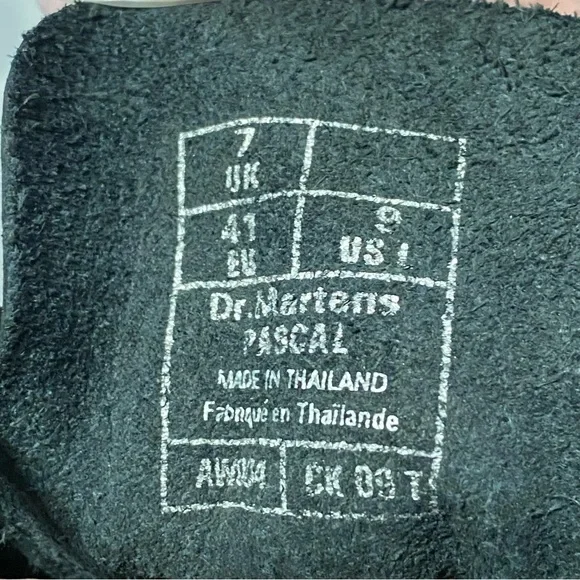 7
UK
41
EU
9
US L
Dr.Martens
PASCAL
MADE IN THAILAND
Fabriqué en Thaïlande
AW004
CK 09 T